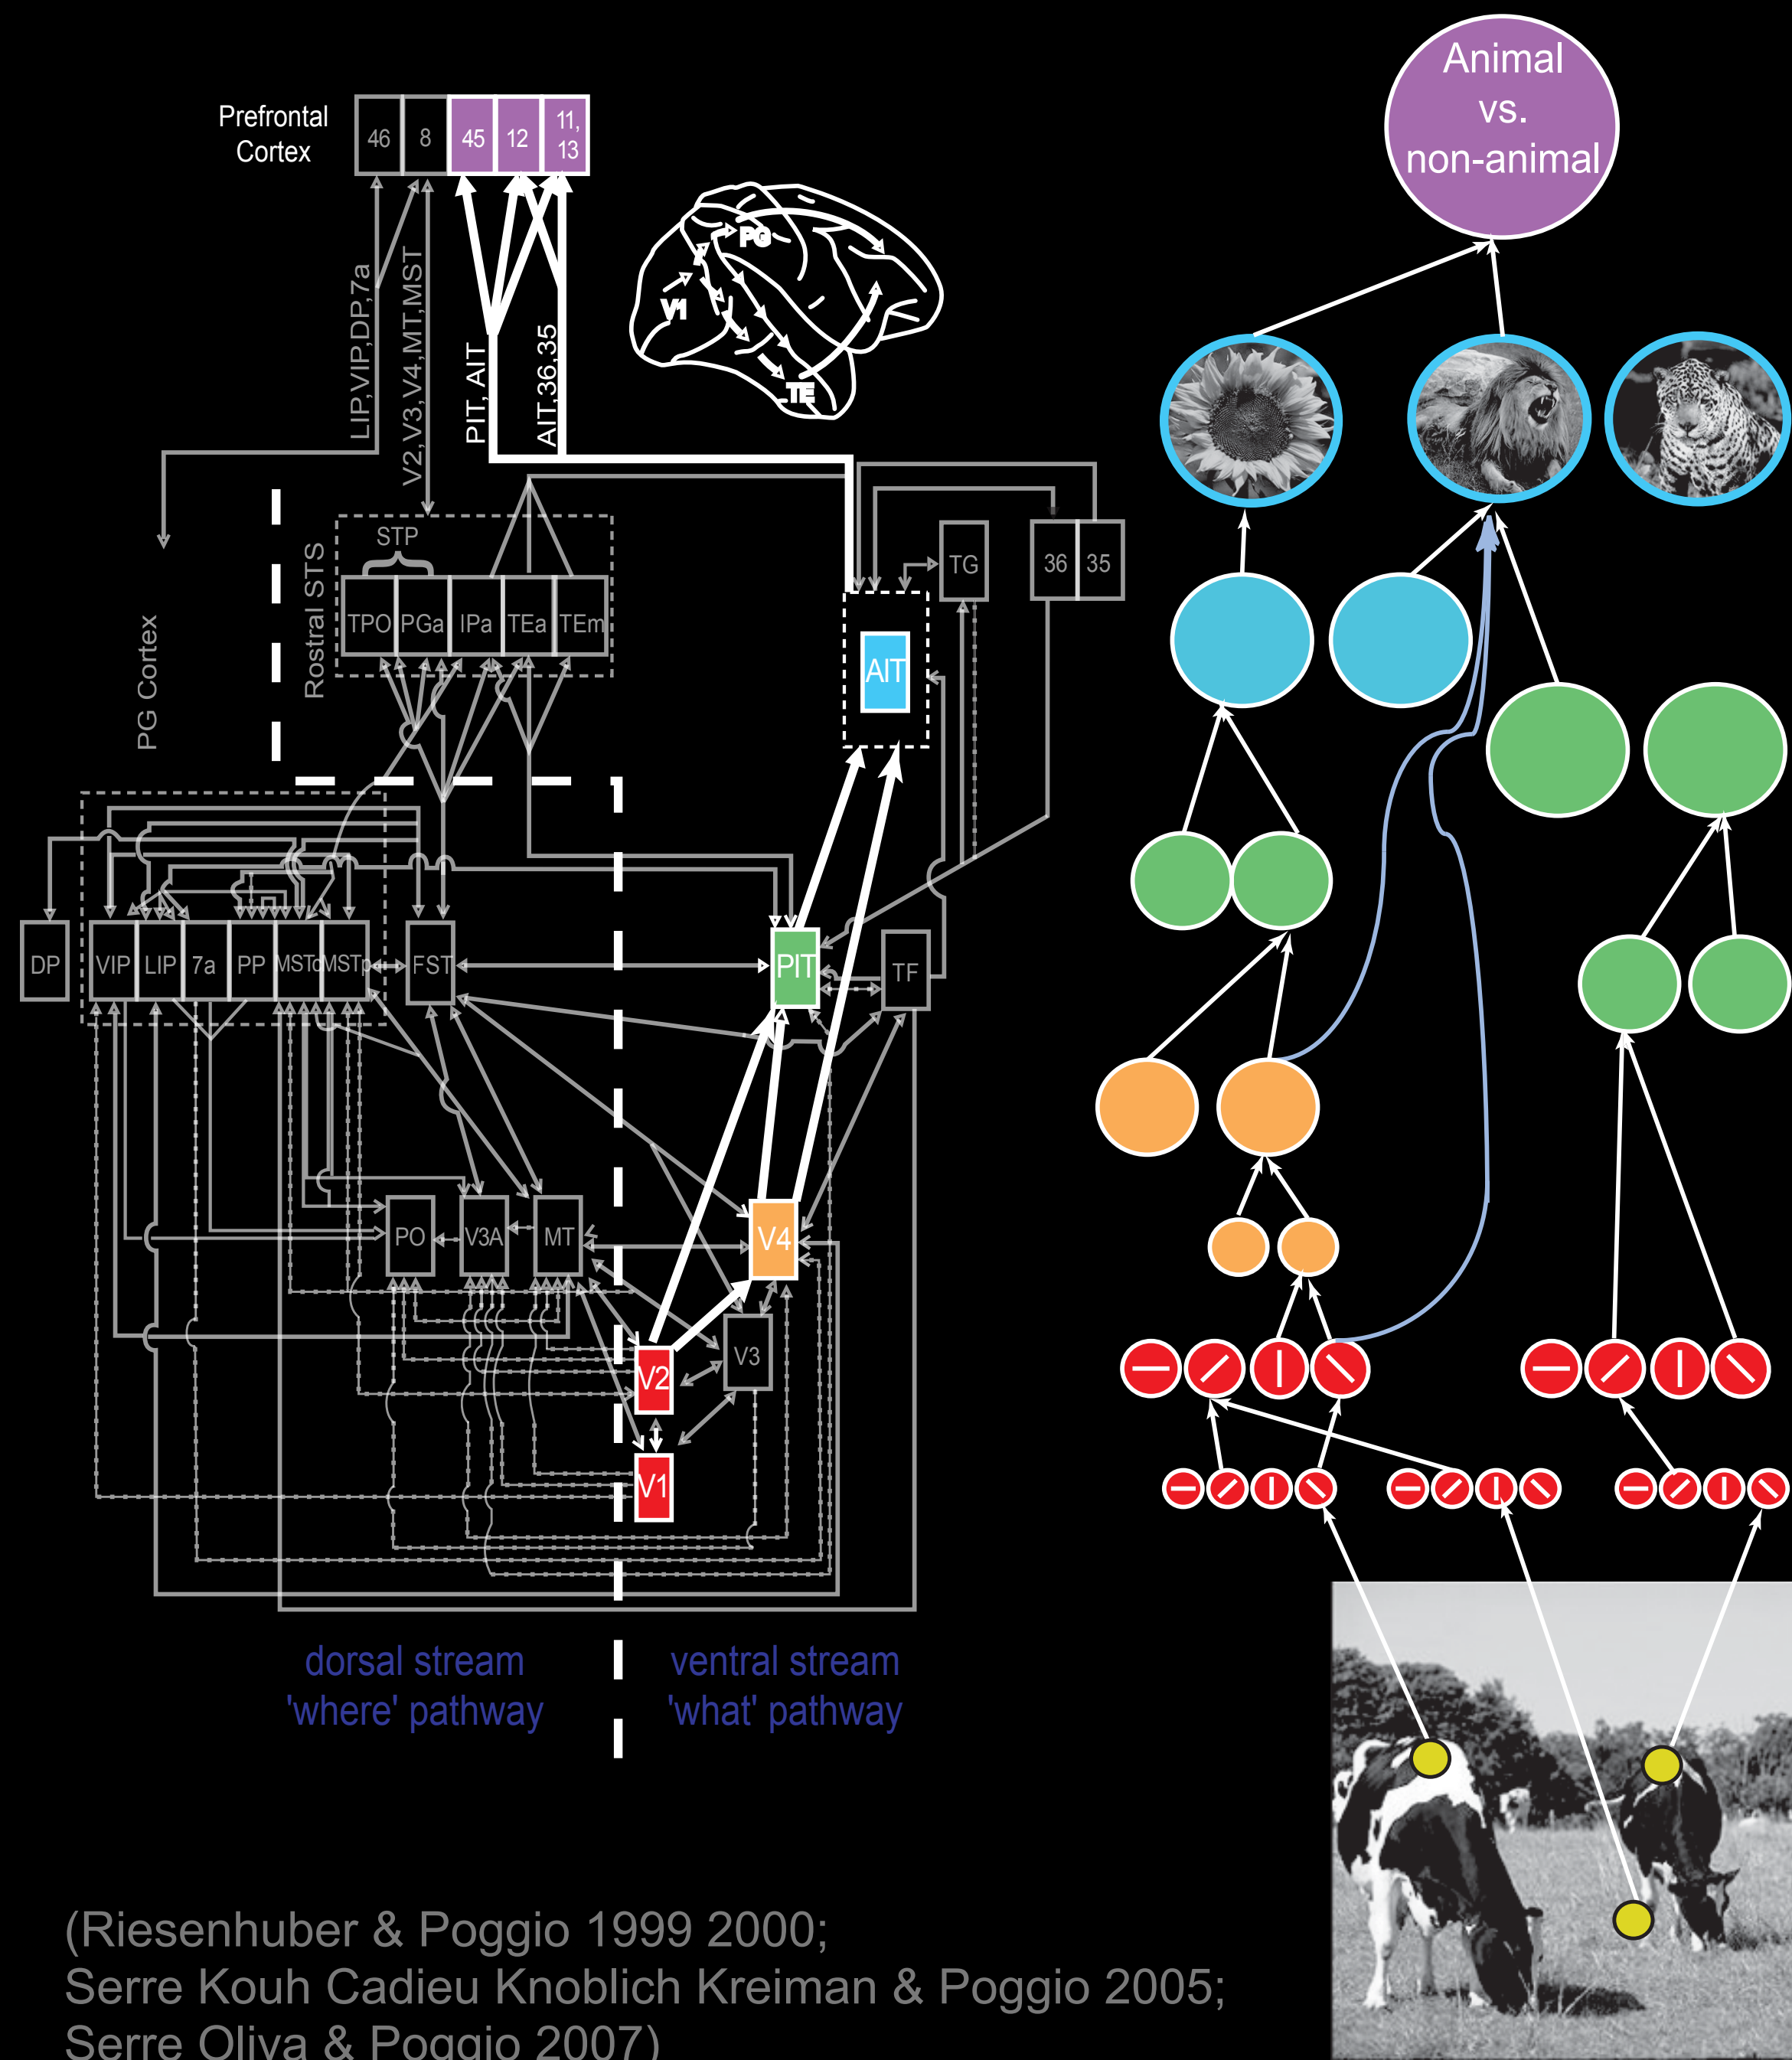 Animal
vs.
non-animal
Prefrontal
Cortex
46
8
45
12
11,
13
LIP,VIP,DP,7a
V2,V3,V4,MT,MST
PIT, AIT
AIT,36,35
PG
V1
TE
STP
Rostral STS
TPO
PGa
IPa
TEa
TEm
TG
36
35
AIT
PG Cortex
DP
VIP
LIP
7a
PP
MSTp
FST
PIT
TF
PO
V3A
MT
V4
V3
V2
V1
dorsal stream
'where' pathway
ventral stream
'what' pathway
(Riesenhuber & Poggio 1999 2000;
Serre Kouh Cadieu Knoblich Kreiman & Poggio 2005;
Serre Oliva & Poggio 2007)